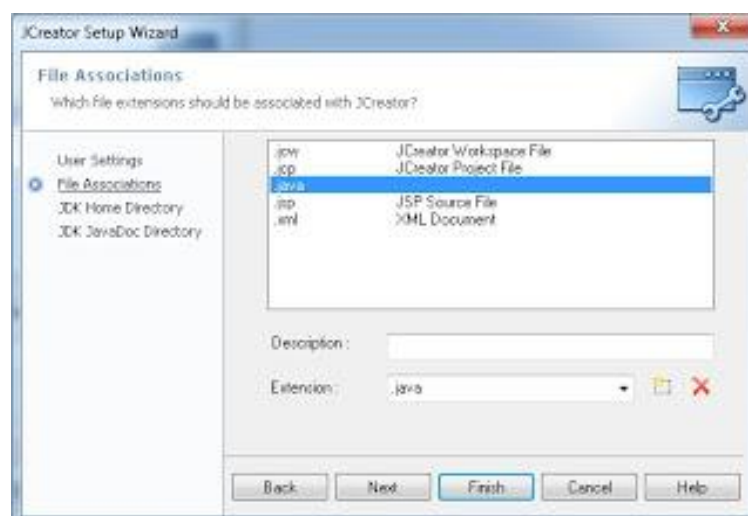 JCreator Setup Wizard
File Associations
Which file extensions should be associated with JCreator?
User Settings
File Associations
JDK Home Directory
JDK JavaDoc Directory
.jcw JCreator Workspace File
.jcp JCreator Project File
.java
.jsp JSP Source File
.xml XML Document
Description :
Extension : .java
Back Next Finish Cancel Help